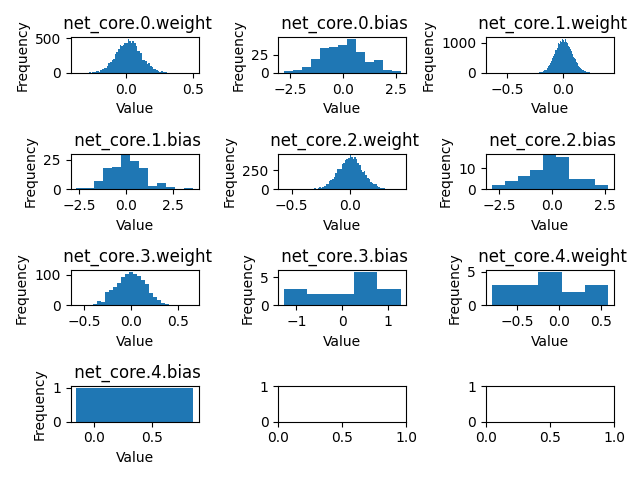 net_core.0.weight
net_core.0.bias
net_core.1.weight
Frequency
500
0
0.0
0.5
Value
Frequency
25
0
−2.5
0.0
2.5
Value
Frequency
1000
0
−0.5
0.0
Value
net_core.1.bias
net_core.2.weight
net_core.2.bias
Frequency
25
0
−2.5
0.0
2.5
Value
Frequency
250
0
−0.5
0.0
Value
Frequency
10
0
−2.5
0.0
2.5
Value
net_core.3.weight
net_core.3.bias
net_core.4.weight
Frequency
100
0
−0.5
0.0
0.5
Value
Frequency
5
0
−1
0
1
Value
Frequency
5
0
−0.5
0.0
0.5
Value
net_core.4.bias
Frequency
1
0
0.0
0.5
Value
1
0
0.0
0.5
1.0
1
0
0.0
0.5
1.0